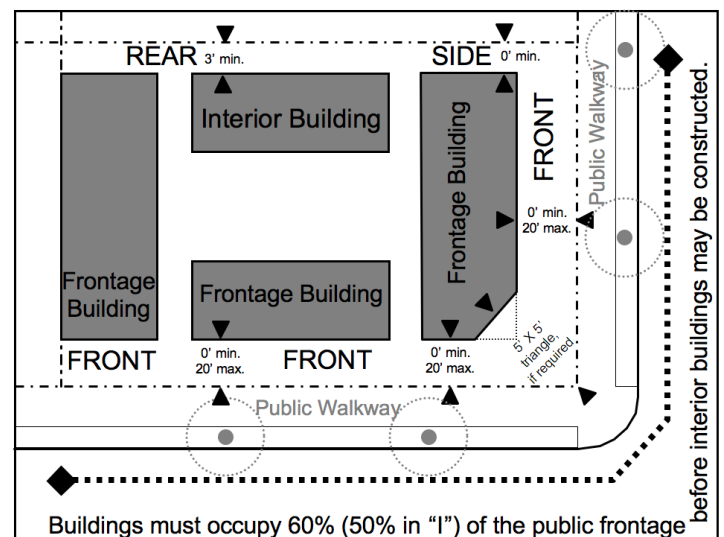 REAR 3' min.
SIDE 0' min.
Interior Building
Frontage Building
FRONT
Public Walkway
0' min.
20' max.
Frontage
Building
Frontage Building
5' X 5'
triangle,
if required
FRONT
0' min.
20' max.
FRONT
0' min.
20' max.
Public Walkway
Buildings must occupy 60% (50% in “I”) of the public frontage
before interior buildings may be constructed.